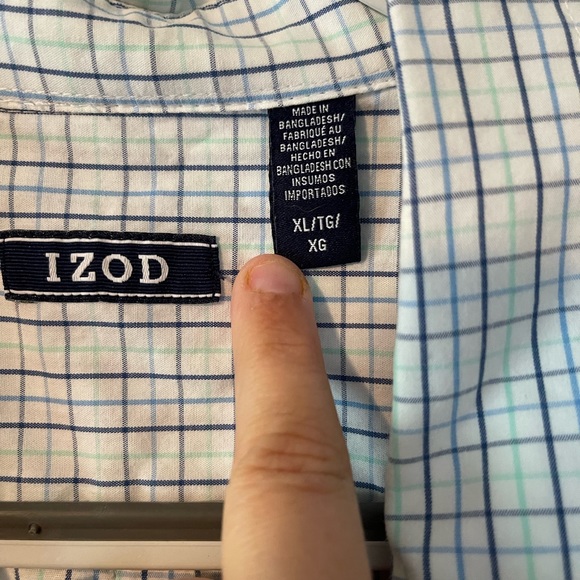 MADE IN
BANGLADESH/
FABRIQUÉ AU
BANGLADESH/
HECHO EN
BANGLADESH CON
INSUMOS
IMPORTADOS
XL/TG/
XG
IZOD